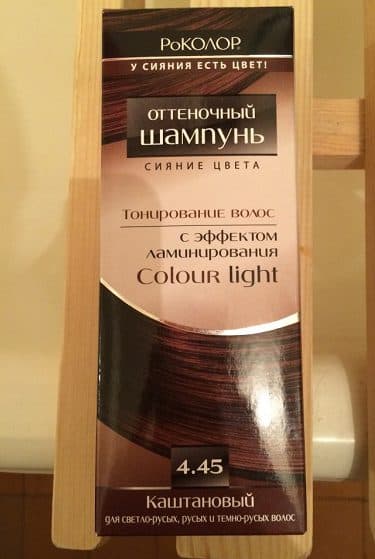 РоКОЛОР
У СИЯНИЯ ЕСТЬ ЦВЕТ!
ОТТЕНОЧНЫЙ
ШАМПУНЬ
СИЯНИЕ ЦВЕТА
Тонирование волос
с эффектом
ламинирования
Colour light
4.45
Каштановый
для светло-русых, русых и темно-русых волос